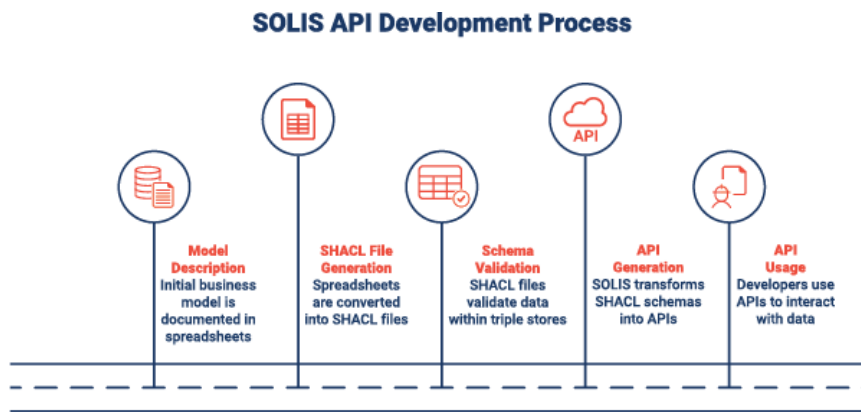 SOLIS API Development Process
API
Model
Description
Initial business
model is
documented in
spreadsheets
SHACL File
Generation
Spreadsheets
are converted
into SHACL files
Schema
Validation
SHACL files
validate data
within triple stores
API
Generation
SOLIS transforms
SHACL schemas
into APIs
API
Usage
Developers use
APIs to interact
with data